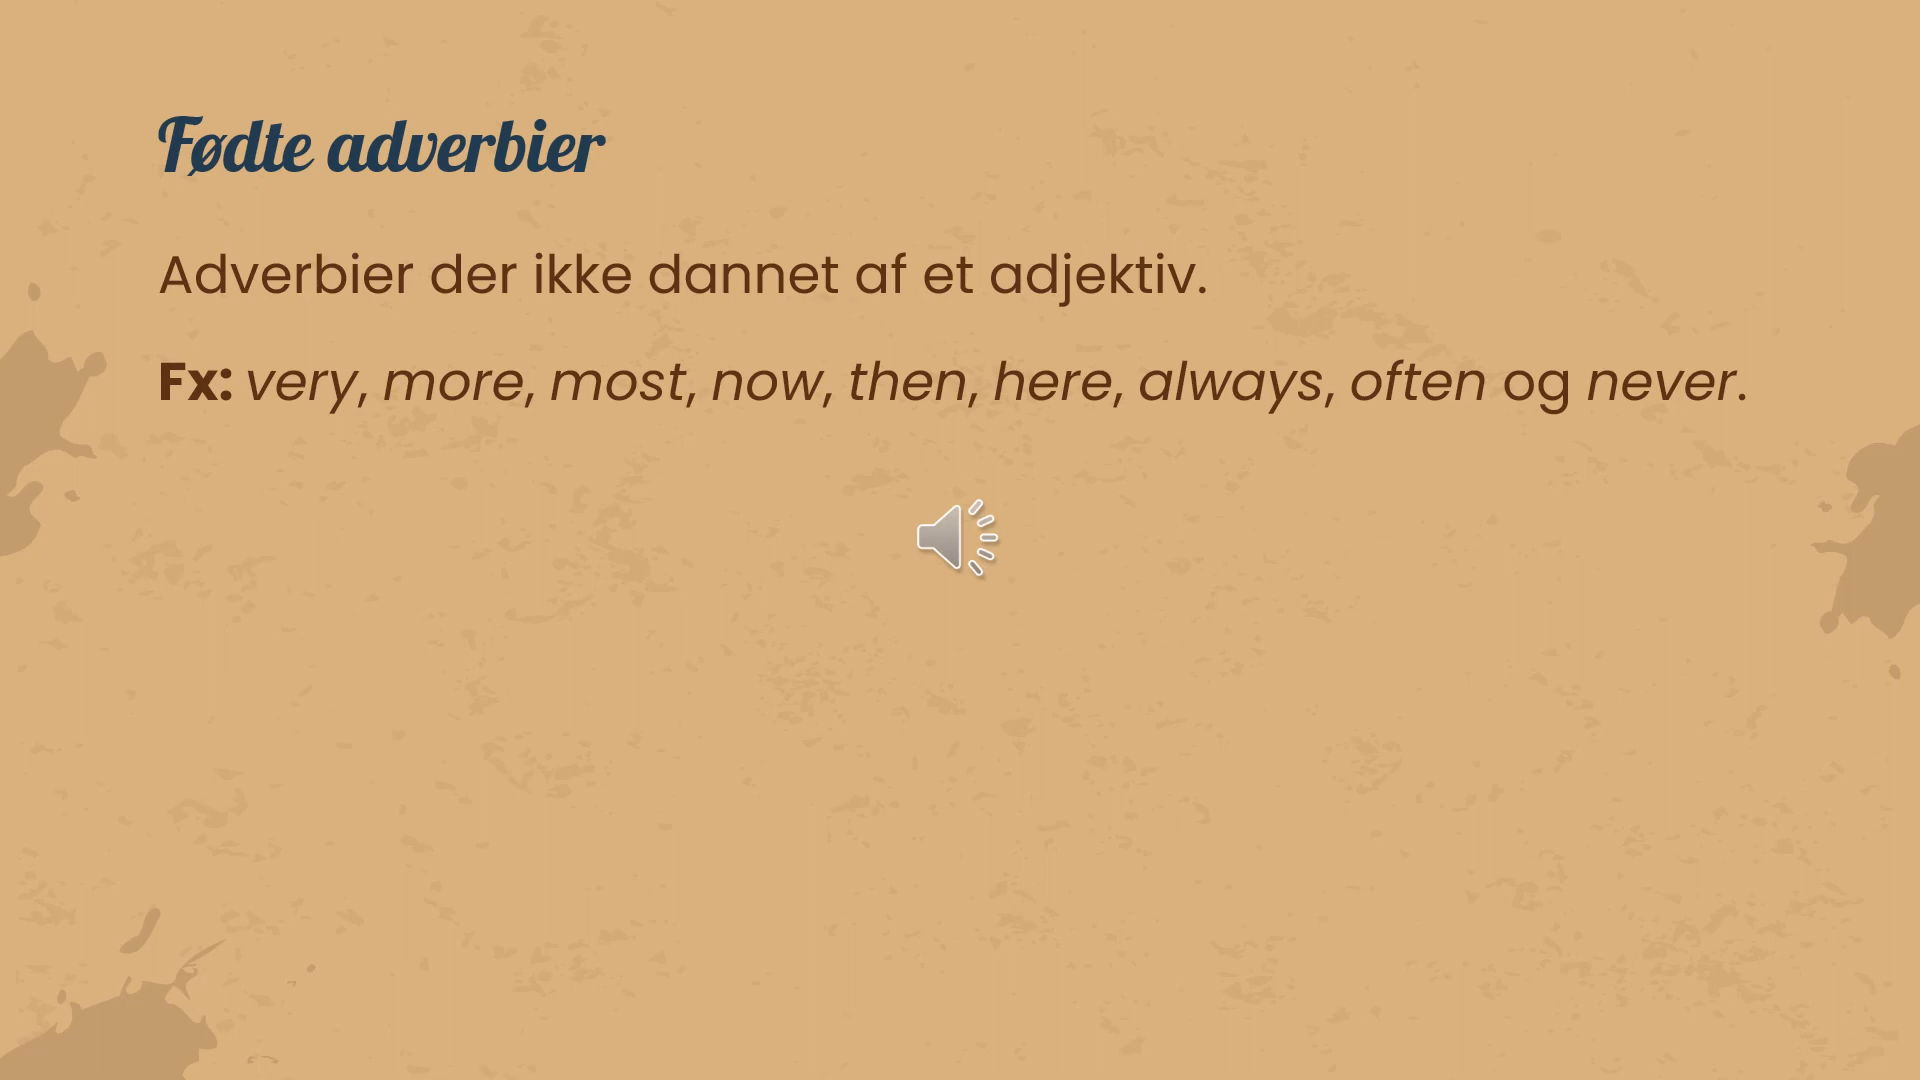 Fødte adverbier
Adverbier der ikke dannet af et adjektiv.
Fx: very, more, most, now, then, here, always, often og never.